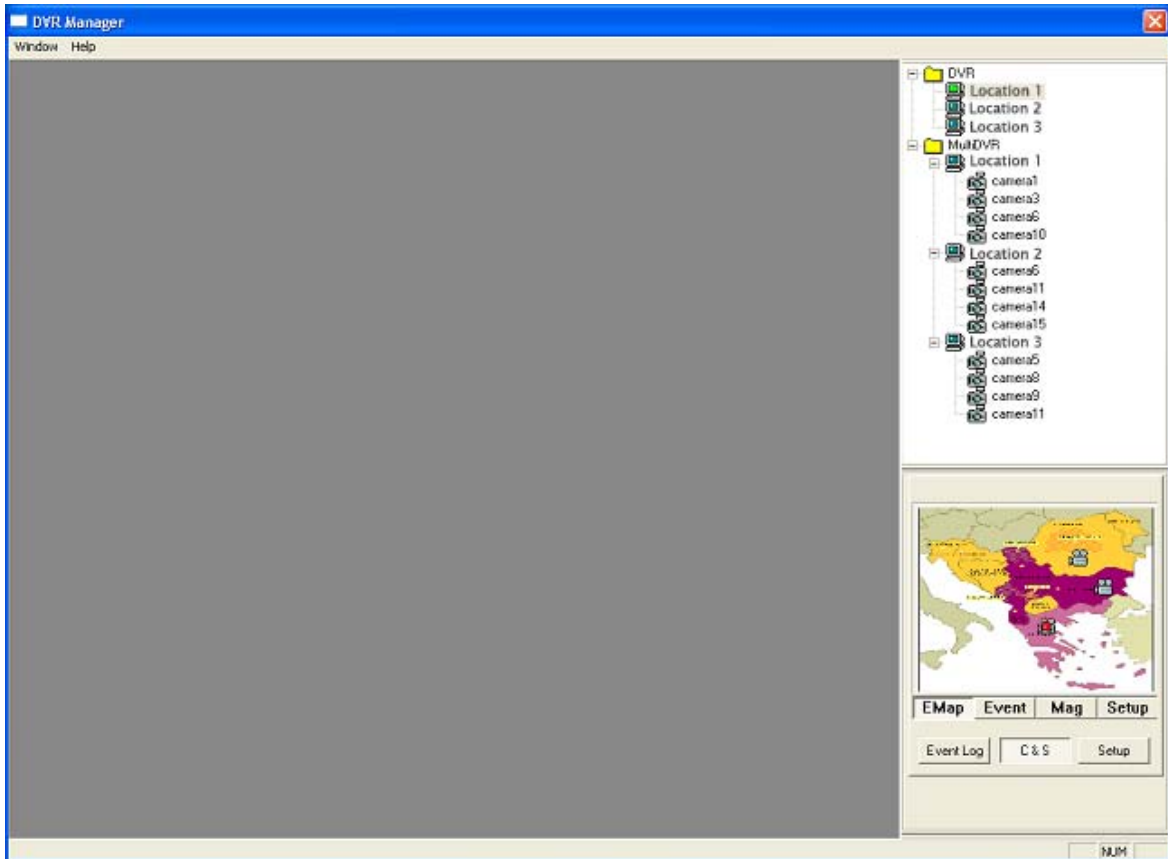 DVR Manager
Window Help
DVR
Location 1
Location 2
Location 3
MultiDVR
Location 1
camera1
camera3
camera6
camera10
Location 2
camera6
camera11
camera14
camera15
Location 3
camera5
camera8
camera9
camera11
EMap Event Mag Setup
Event Log C & S Setup
NUM